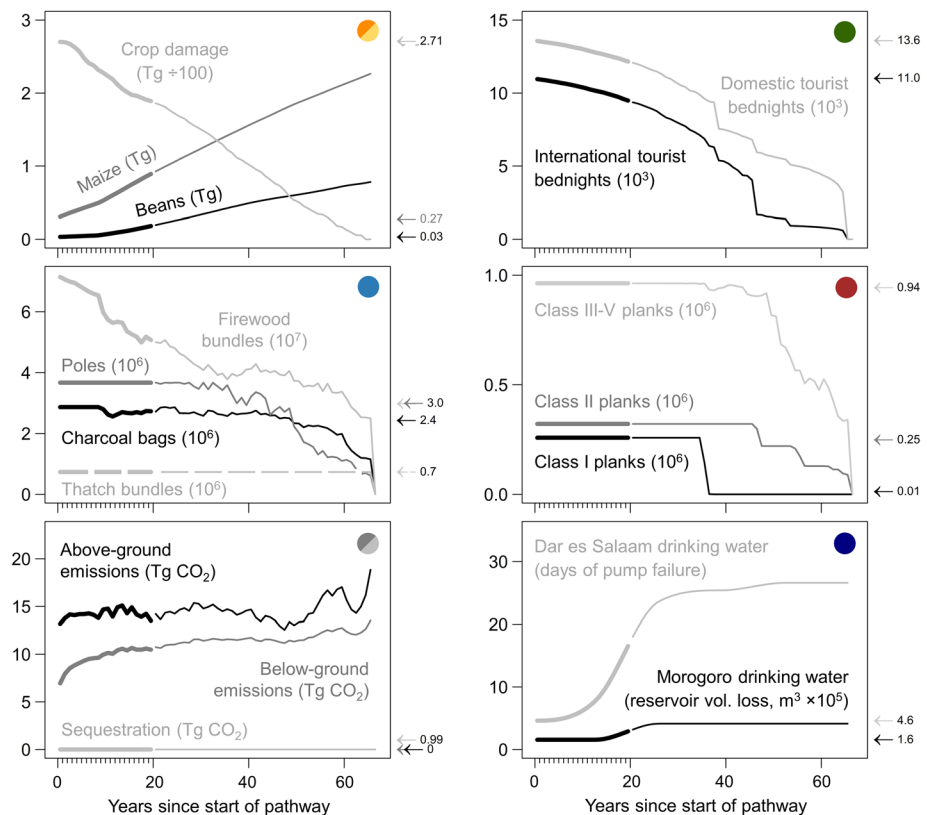 3
2
1
0
Crop damage
(Tg ÷100)
Maize (Tg)
Beans (Tg)
2.71
0.27
0.03
15
10
5
0
Domestic tourist
bednights (10³)
International tourist
bednights (10³)
13.6
11.0
6
4
2
0
Firewood
bundles (10⁷)
Poles (10⁶)
Charcoal bags (10⁶)
Thatch bundles (10⁶)
3.0
2.4
0.7
1.0
0.5
0.0
Class III-V planks (10⁶)
Class II planks (10⁶)
Class I planks (10⁶)
0.94
0.25
0.01
20
15
10
5
0
Above-ground
emissions (Tg CO₂)
Below-ground
emissions (Tg CO₂)
Sequestration (Tg CO₂)
0.99
0
0 20 40 60
Years since start of pathway
30
20
10
0
Dar es Salaam drinking water
(days of pump failure)
Morogoro drinking water
(reservoir vol. loss, m³ ×10⁵)
4.6
1.6
0 20 40 60
Years since start of pathway